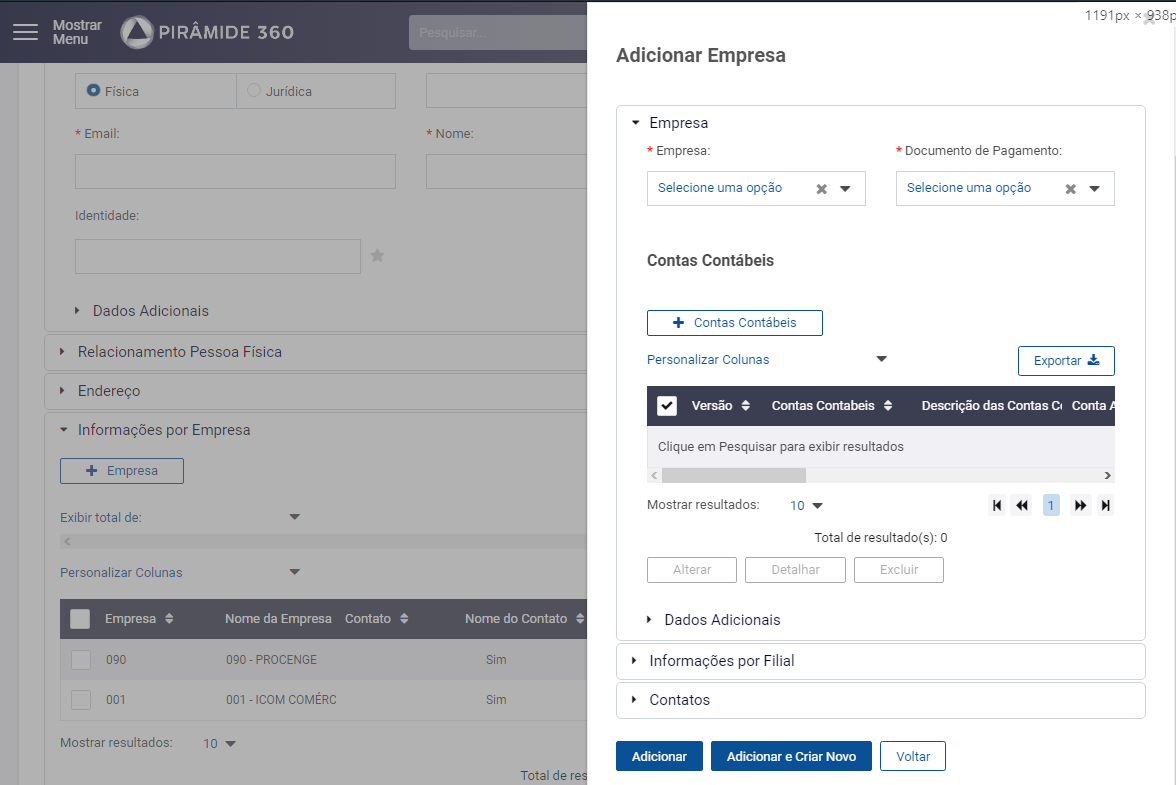 1191px × 938p
Mostrar
Menu
PIRÂMIDE 360
Pesquisar...
Física
Jurídica
* Email:
* Nome:
Identidade:
Dados Adicionais
Relacionamento Pessoa Física
Endereço
Informações por Empresa
+ Empresa
Exibir total de:
Personalizar Colunas
Empresa Nome da Empresa Contato Nome do Contato
090 090 - PROCENGE Sim
001 001 - ICOM COMÉRC Sim
Mostrar resultados: 10
Total de res
Adicionar Empresa
Empresa
* Empresa: * Documento de Pagamento:
Selecione uma opção Selecione uma opção
Contas Contábeis
+ Contas Contábeis
Personalizar Colunas Exportar
Versão Contas Contabeis Descrição das Contas Co Conta A
Clique em Pesquisar para exibir resultados
Mostrar resultados: 10 1
Total de resultado(s): 0
Alterar Detalhar Excluir
Dados Adicionais
Informações por Filial
Contatos
Adicionar Adicionar e Criar Novo Voltar